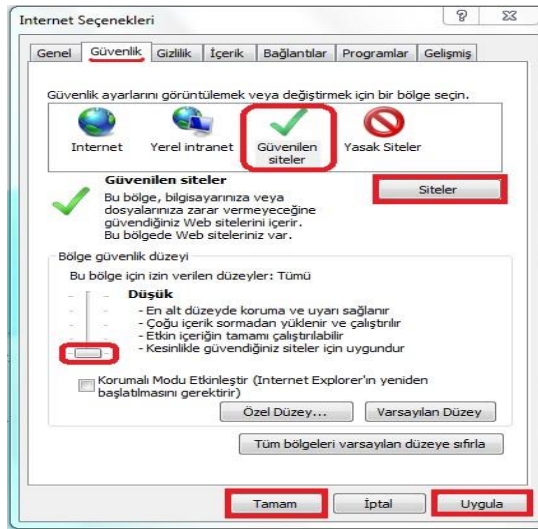 Internet Seçenekleri
Genel Güvenlik Gizlilik İçerik Bağlantılar Programlar Gelişmiş
Güvenlik ayarlarını görüntülemek veya değiştirmek için bir bölge seçin.
Internet Yerel intranet Güvenilen siteler Yasak Siteler
Güvenilen siteler
Siteler
Bu bölge, bilgisayarınıza veya
dosyalarınıza zarar vermeyeceğine
güvendiğiniz Web sitelerini içerir.
Bu bölgede Web siteleriniz var.
Bölge güvenlik düzeyi
Bu bölge için izin verilen düzeyler: Tümü
Düşük
- En alt düzeyde koruma ve uyarı sağlanır
- Çoğu içerik sormadan yüklenir ve çalıştırılır
- Etkin içeriğin tamamı çalıştırılabilir
- Kesinlikle güvendiğiniz siteler için uygundur
Korumalı Modu Etkinleştir (Internet Explorer'ın yeniden
başlatılmasını gerektirir)
Özel Düzey... Varsayılan Düzey
Tüm bölgeleri varsayılan düzeye sıfırla
Tamam İptal Uygula